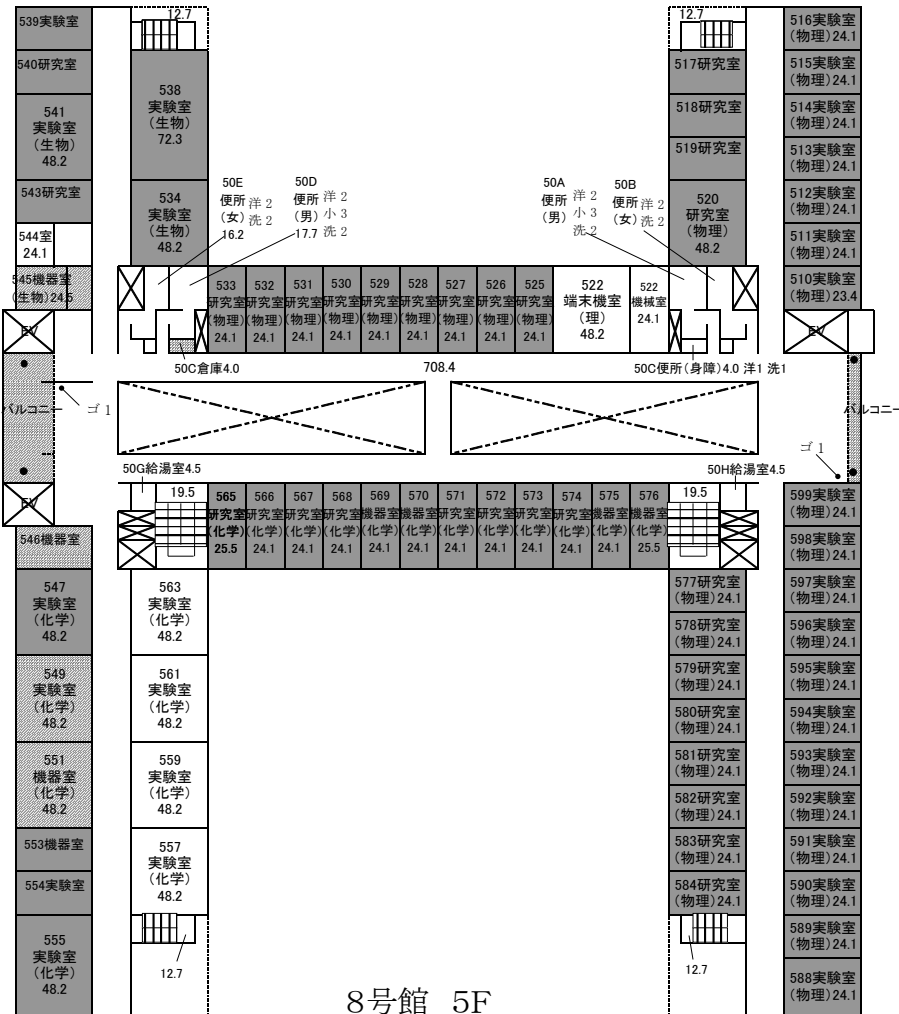 539実験室
540研究室
541
実験室
(生物)
48.2
543研究室
544室
24.1
545機器室
(生物)24.5
EV
バルコニー
ゴ1
EV
546機器室
547
実験室
(化学)
48.2
549
実験室
(化学)
48.2
551
機器室
(化学)
48.2
553機器室
554実験室
555
実験室
(化学)
48.2
12.7
538
実験室
(生物)
72.3
534
実験室
(生物)
48.2
50E
便所 洋2
(女) 洗2
16.2
50D
便所 洋2
(男) 小3
17.7 洗2
50A
便所 洋2
(男) 小3
洗2
50B
便所 洋2
(女) 洗2
12.7
517研究室
518研究室
519研究室
520
研究室
(物理)
48.2
533
研究室
(物理)
24.1
532
研究室
(物理)
24.1
531
研究室
(物理)
24.1
530
研究室
(物理)
24.1
529
研究室
(物理)
24.1
528
研究室
(物理)
24.1
527
研究室
(物理)
24.1
526
研究室
(物理)
24.1
525
研究室
(物理)
24.1
522
端末機室
(理)
48.2
522
機械室
24.1
50C倉庫4.0
708.4
50C便所(身障)4.0 洋1 洗1
50G給湯室4.5
50H給湯室4.5
19.5
565
研究室
(化学)
25.5
566
研究室
(化学)
24.1
567
研究室
(化学)
24.1
568
研究室
(化学)
24.1
569
機器室
(化学)
24.1
570
機器室
(化学)
24.1
571
研究室
(化学)
24.1
572
研究室
(化学)
24.1
573
研究室
(化学)
24.1
574
研究室
(化学)
24.1
575
機器室
(化学)
24.1
576
機器室
(化学)
25.5
19.5
563
実験室
(化学)
48.2
561
実験室
(化学)
48.2
559
実験室
(化学)
48.2
557
実験室
(化学)
48.2
12.7
577研究室
(物理)24.1
578研究室
(物理)24.1
579研究室
(物理)24.1
580研究室
(物理)24.1
581研究室
(物理)24.1
582研究室
(物理)24.1
583研究室
(物理)24.1
584研究室
(物理)24.1
12.7
516実験室
(物理)24.1
515実験室
(物理)24.1
514実験室
(物理)24.1
513実験室
(物理)24.1
512実験室
(物理)24.1
511実験室
(物理)24.1
510実験室
(物理)23.4
EV
バルコニー
ゴ1
599実験室
(物理)24.1
598実験室
(物理)24.1
597実験室
(物理)24.1
596実験室
(物理)24.1
595実験室
(物理)24.1
594実験室
(物理)24.1
593実験室
(物理)24.1
592実験室
(物理)24.1
591実験室
(物理)24.1
590実験室
(物理)24.1
589実験室
(物理)24.1
588実験室
(物理)24.1
8号館 5F